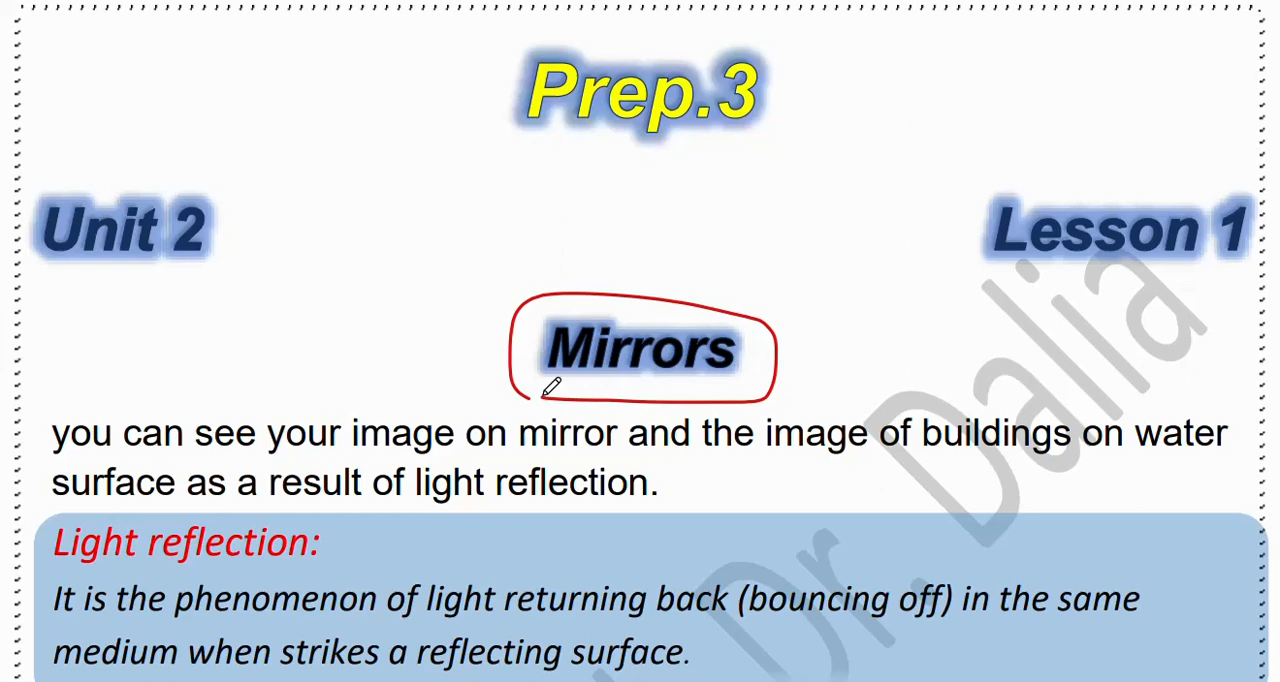 Prep.3
Unit 2
Lesson 1
Mirrors
you can see your image on mirror and the image of buildings on water
surface as a result of light reflection.
Light reflection:
It is the phenomenon of light returning back (bouncing off) in the same
medium when strikes a reflecting surface.
Dr. Dalia